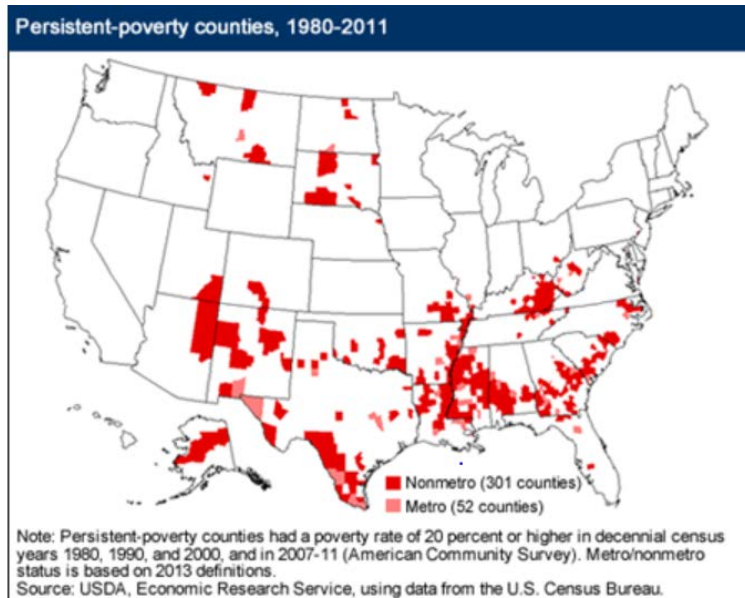 Persistent-poverty counties, 1980-2011
Nonmetro (301 counties)
Metro (52 counties)
Note: Persistent-poverty counties had a poverty rate of 20 percent or higher in decennial census
years 1980, 1990, and 2000, and in 2007-11 (American Community Survey). Metro/nonmetro
status is based on 2013 definitions.
Source: USDA, Economic Research Service, using data from the U.S. Census Bureau.